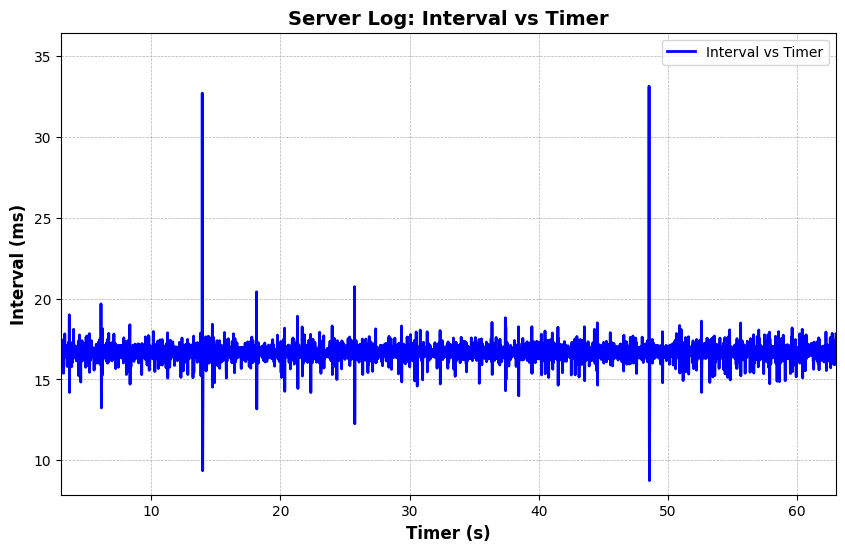 Server Log: Interval vs Timer
Interval vs Timer
Interval (ms)
35
30
25
20
15
10
10 20 30 40 50 60
Timer (s)